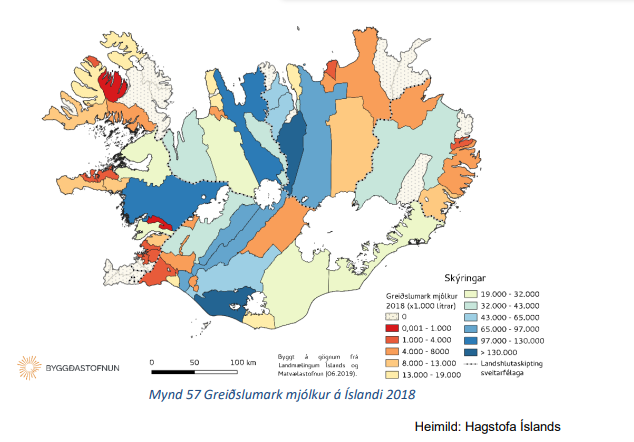 Skýringar
Greiðslumark mjólkur
2018 (x1.000 lítrar)
0
0,001 - 1.000
1.000 - 4.000
4.000 - 8000
8.000 - 13.000
13.000 - 19.000
19.000 - 32.000
32.000 - 43.000
43.000 - 65.000
65.000 - 97.000
97.000 - 130.000
> 130.000
Landshlutaskipting
sveitarfélaga
BYGGÐASTOFNUN
0 50 100 km
Byggt á gögnum frá
Landmælingum Íslands og
Matvælastofnun (06.2019).
Mynd 57 Greiðslumark mjólkur á Íslandi 2018
Heimild: Hagstofa Íslands